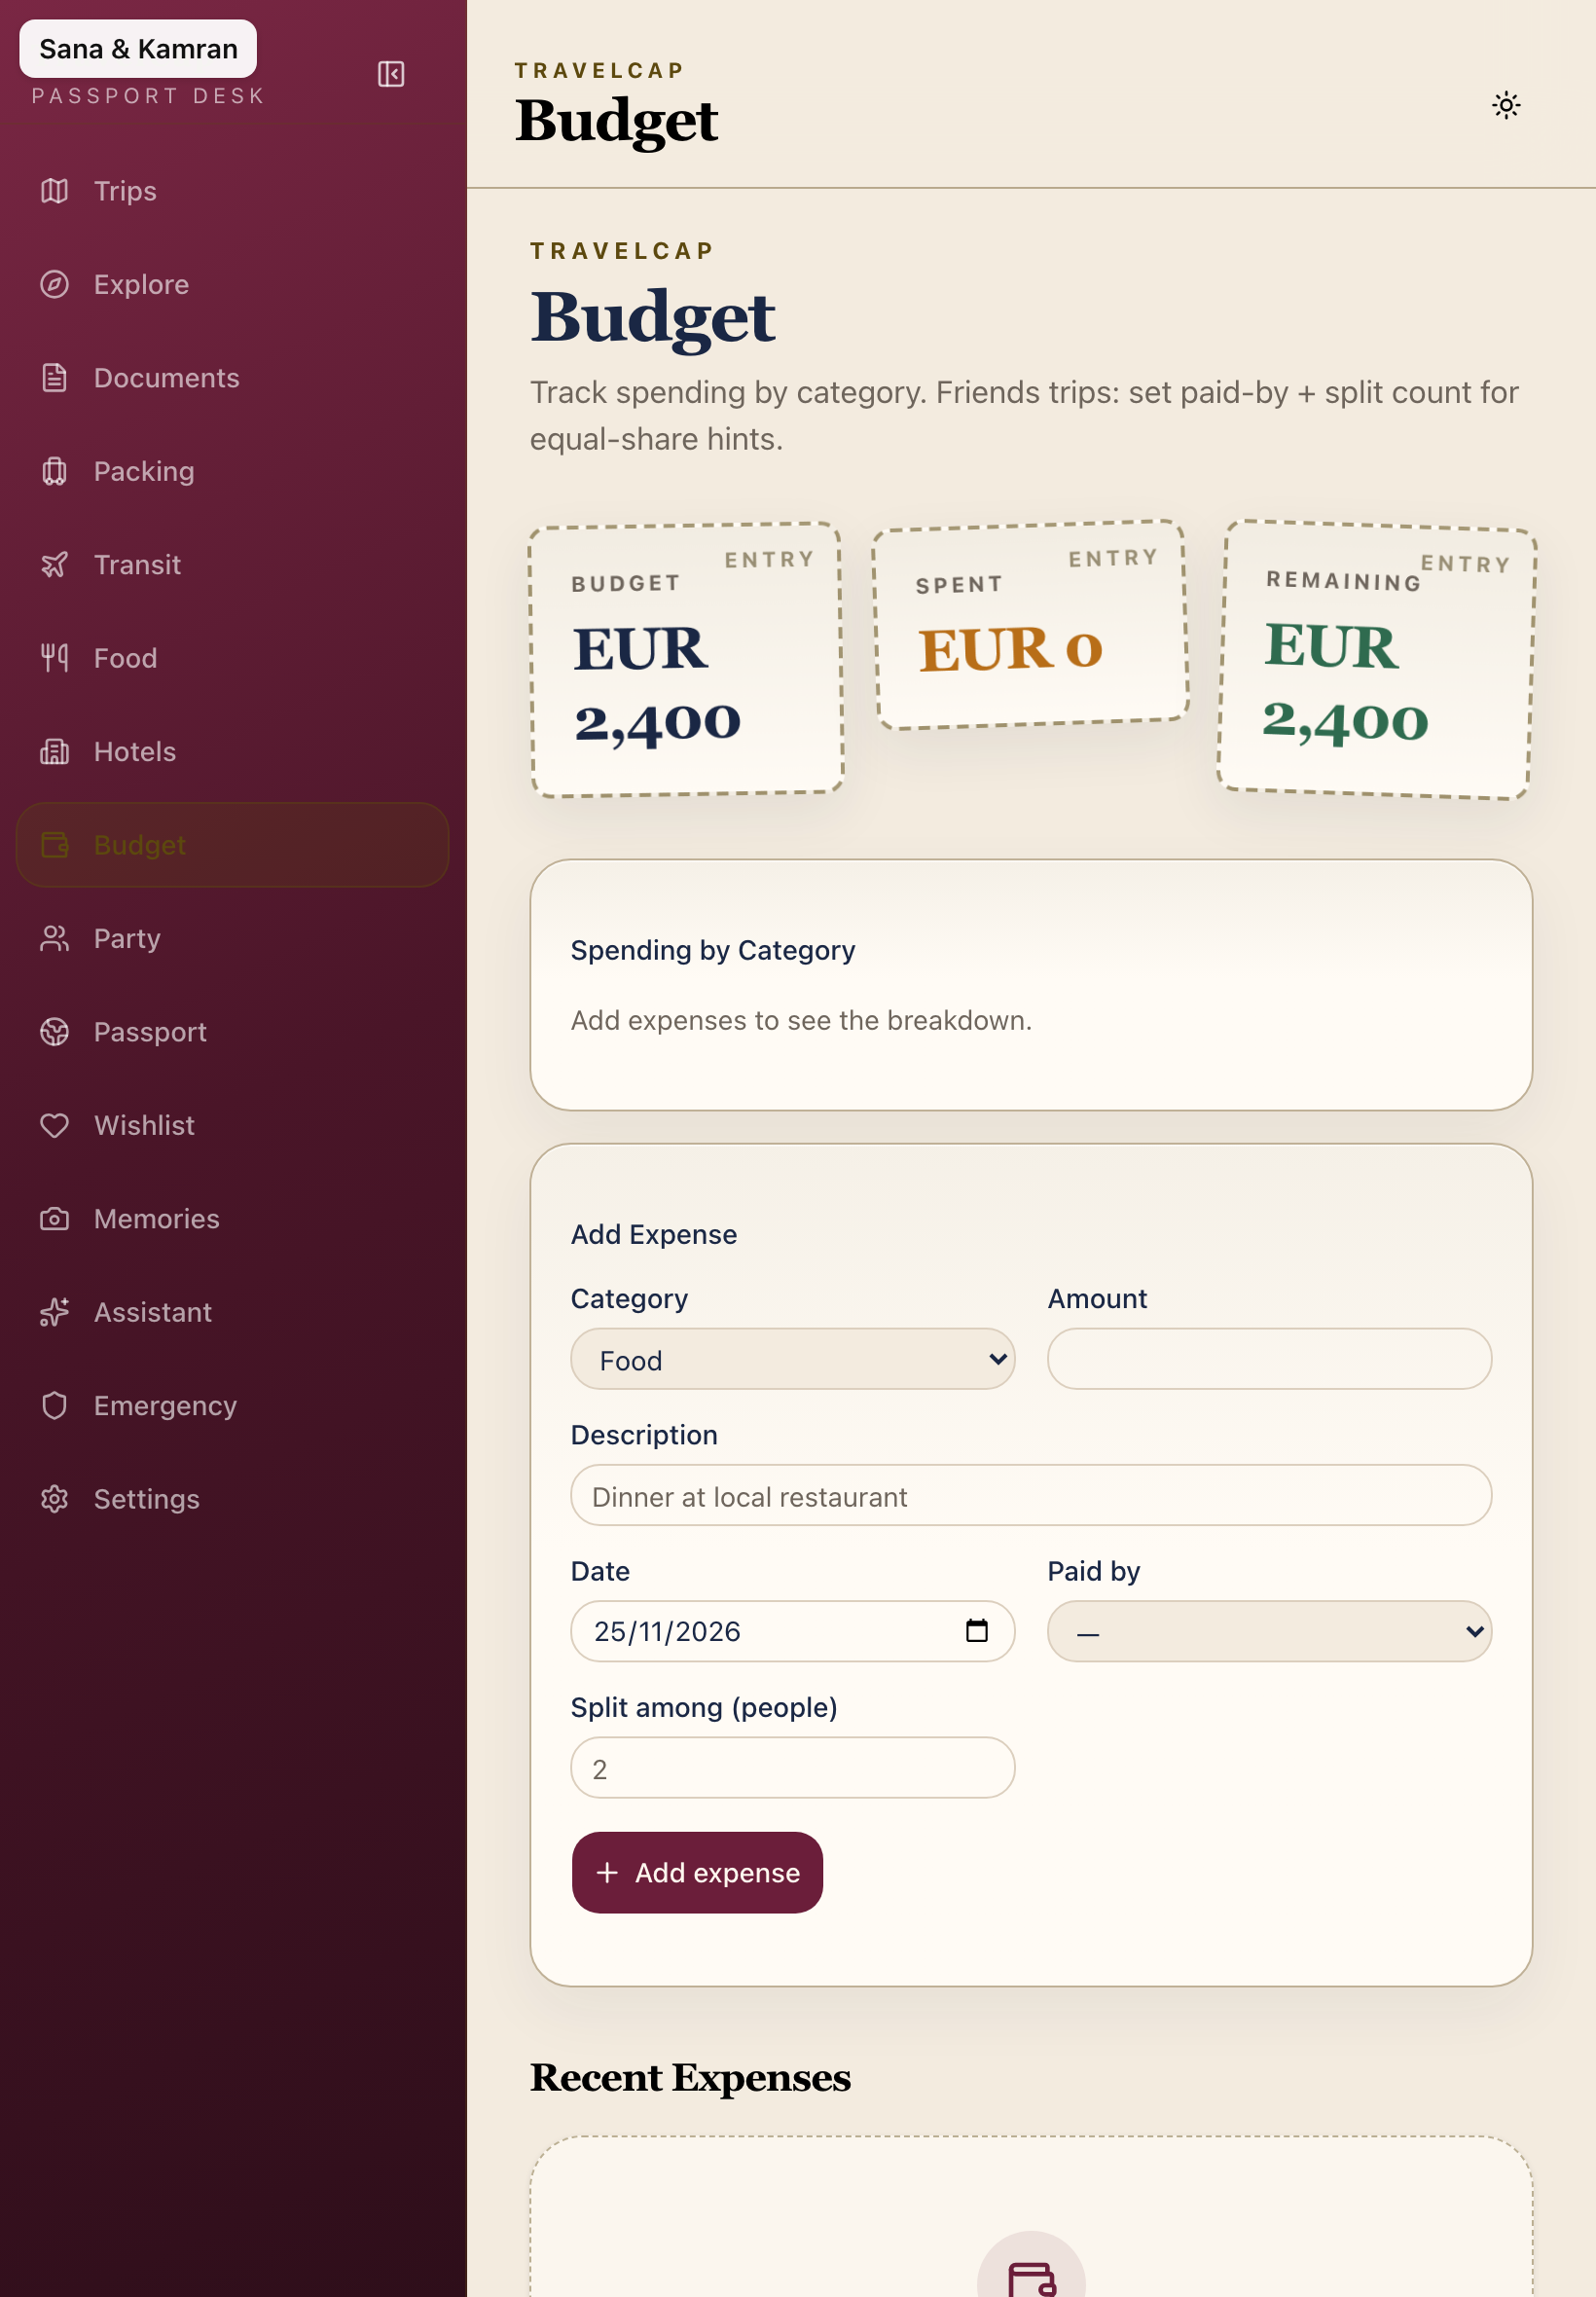 Sana & Kamran
PASSPORT DESK
Trips
Explore
Documents
Packing
Transit
Food
Hotels
Budget
Party
Passport
Wishlist
Memories
Assistant
Emergency
Settings
TRAVELCAP
Budget
TRAVELCAP
Budget
Track spending by category. Friends trips: set paid-by + split count for
equal-share hints.
ENTRY
BUDGET
EUR
2,400
ENTRY
SPENT
EUR 0
ENTRY
REMAINING
EUR
2,400
Spending by Category
Add expenses to see the breakdown.
Add Expense
Category
Amount
Food
Description
Dinner at local restaurant
Date
Paid by
25/11/2026
—
Split among (people)
2
Add expense
Recent Expenses